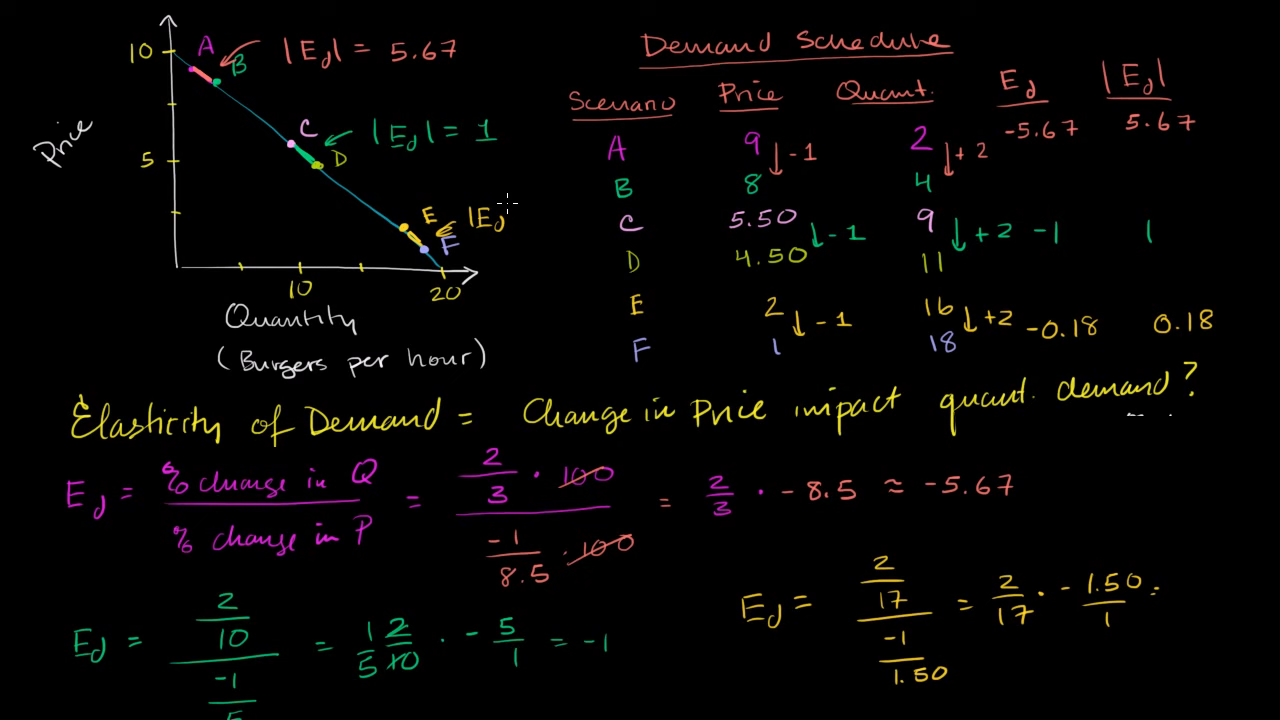 10
A
B
|Ed| = 5.67
C
D
|Ed| = 1
E
F
|Ed
Price
5
10
20
Quantity
(Burgers per hour)
Demand Schedule
Scenario Price Quant. Ed |Ed|
-5.67 5.67
A 9 2
↓ - 1 ↓ + 2
B 8 4
C 5.50 9
↓ - 1 ↓ + 2 -1 1
D 4.50 11
E 2 16
↓ - 1 ↓ +2 -0.18 0.18
F 1 18
Elasticity of Demand = Change in Price impact quant. demand?
Ed = % change in Q / % change in P = 2/3 · 100 / -1/8.5 · 100 = 2/3 · -8.5 ≈ -5.67
Ed = 2/10 / -1/5 = 1 2 / 5 10 · - 5/1 = -1
Ed = 2/17 / -1/1.50 = 2/17 · - 1.50/1 =